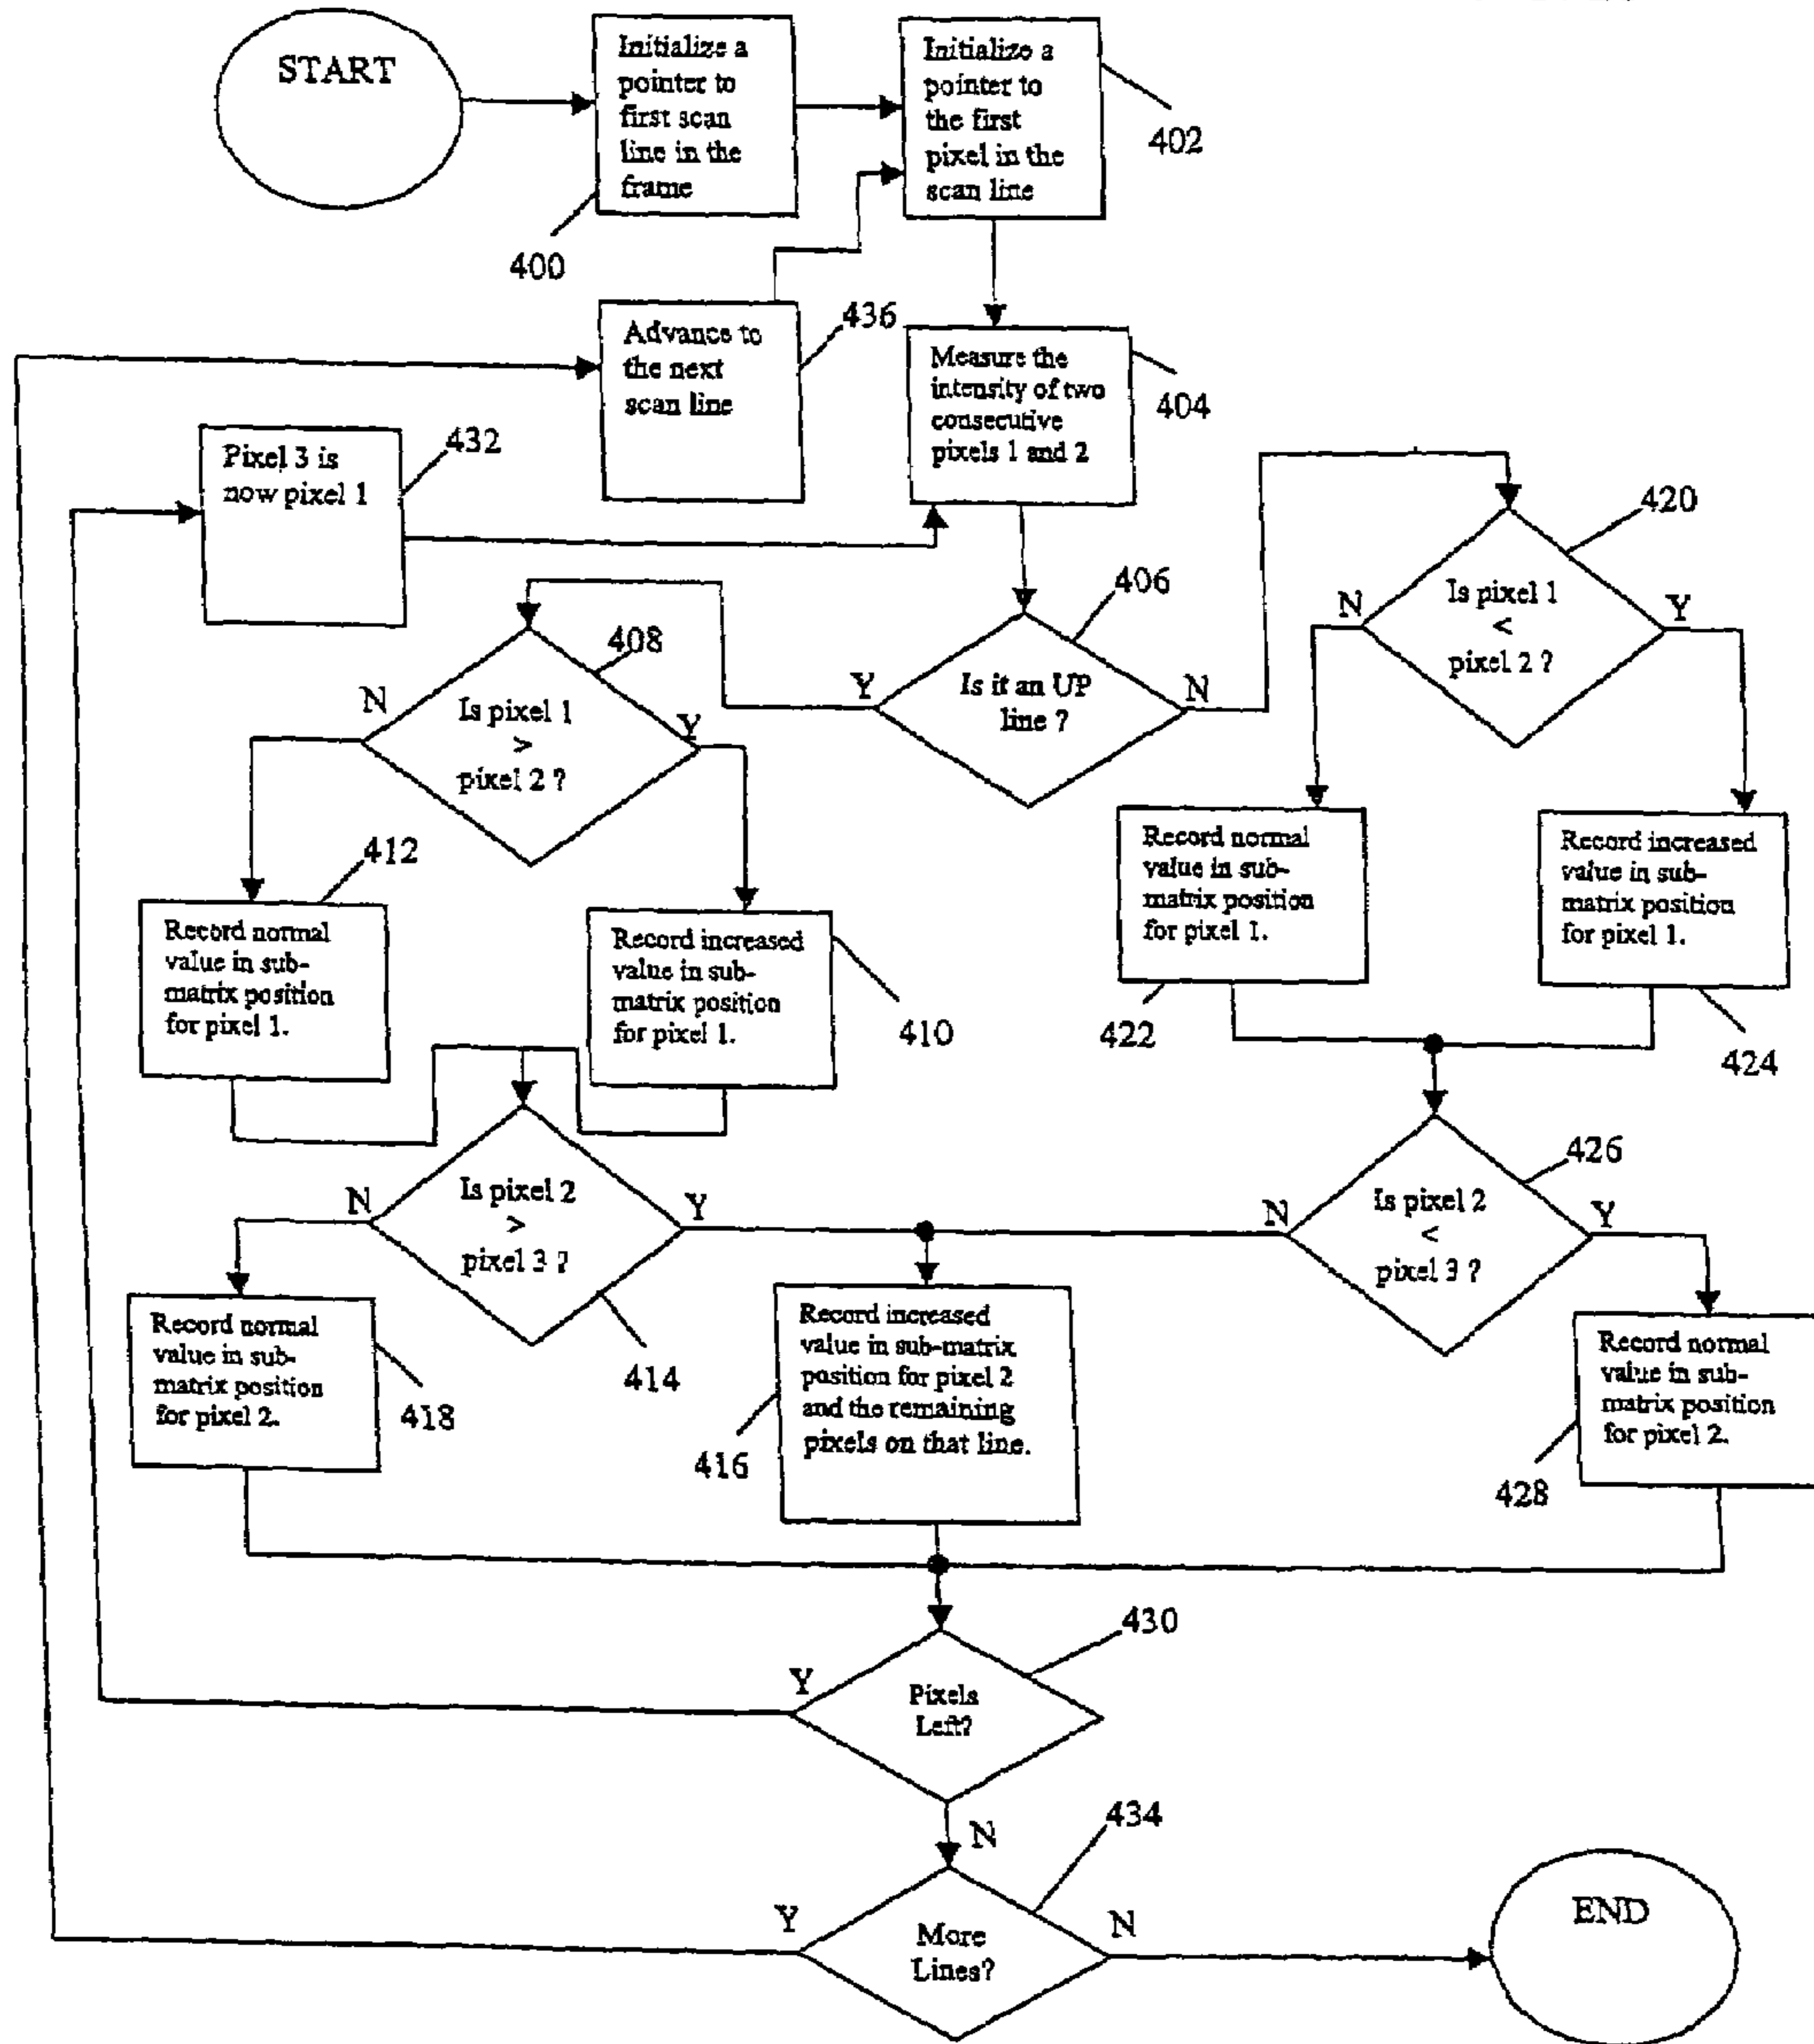 START
Initialize a
pointer to
first scan
line in the
frame
400
Initialize a
pointer to
the first
pixel in the
scan line
402
Advance to
the next
scan line
436
Measure the
intensity of two
consecutive
pixels 1 and 2
404
Pixel 3 is
now pixel 1
432
Is it an UP
line ?
406
Y
N
Is pixel 1
>
pixel 2 ?
408
N
Y
Is pixel 1
<
pixel 2 ?
420
N
Y
Record normal
value in sub-
matrix position
for pixel 1.
412
Record increased
value in sub-
matrix position
for pixel 1.
410
Record normal
value in sub-
matrix position
for pixel 1.
422
Record increased
value in sub-
matrix position
for pixel 1.
424
Is pixel 2
>
pixel 3 ?
414
N
Y
Is pixel 2
<
pixel 3 ?
426
N
Y
Record normal
value in sub-
matrix position
for pixel 2.
418
Record increased
value in sub-matrix
position for pixel 2
and the remaining
pixels on that line.
416
Record normal
value in sub-
matrix position
for pixel 2.
428
Pixels
Left?
430
Y
N
More
Lines?
434
Y
N
END